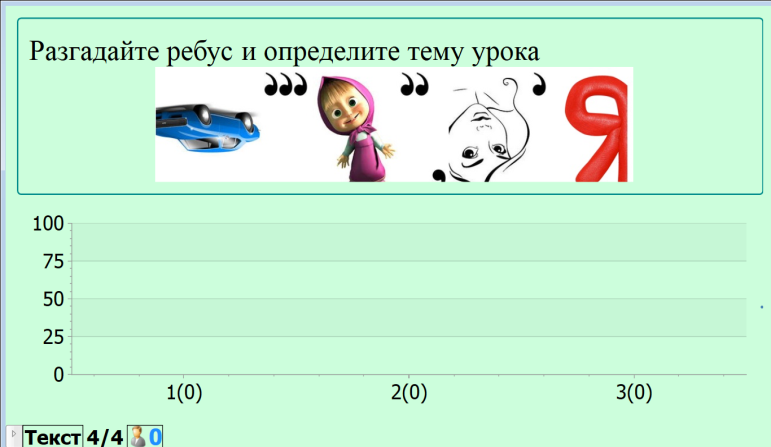 Разгадайте ребус и определите тему урока
,,, ,, ,
, Я
100
75
50
25
0
1(0) 2(0) 3(0)
Текст 4/4 0